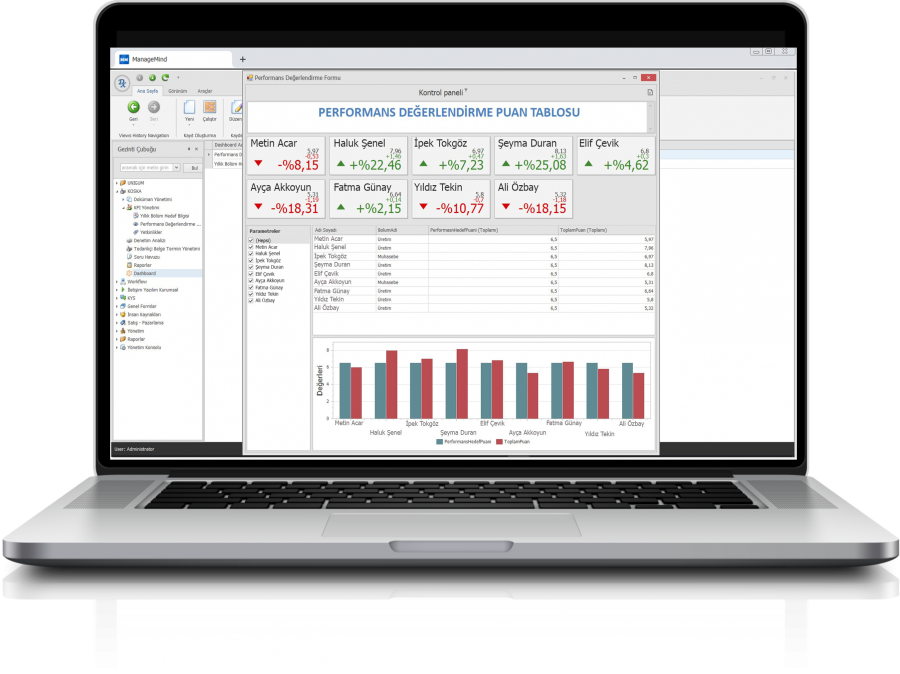 ManageMind
+
Performans Değerlendirme Formu
Ana Sayfa Görünüm Araçlar
Kontrol paneli
Geri İleri Yeni Çalıştır
PERFORMANS DEĞERLENDİRME PUAN TABLOSU
Views History Navigation Kayıt Oluşturma
Gezinti Çubuğu
Bul
KOSKA
Doküman Yönetimi
KPI Yönetimi
Yıllık Bölüm Hedef Bilgisi
Performans Değerlendirme ...
Yetkinlikler
Denetim Analizi
Tedarikçi Belge Termin Yönetimi
Soru Havuzu
Raporlar
Dashboard
Workflow
İletişim Yazılım Kurumsal
KYS
Genel Formlar
İnsan Kaynakları
Satış - Pazarlama
Yönetim
Raporlar
Yönetim Konsolu
User: Administrator
Metin Acar
5,97
-0,53
-%8,15
Haluk Şenel
7,96
+1,46
+%22,46
İpek Tokgöz
6,97
+0,47
+%7,23
Şeyma Duran
8,13
+1,63
+%25,08
Elif Çevik
6,8
+0,3
+%4,62
Ayça Akkoyun
5,31
-1,19
-%18,31
Fatma Günay
6,64
+0,14
+%2,15
Yıldız Tekin
5,8
-0,7
-%10,77
Ali Özbay
5,32
-1,18
-%18,15
Parametreler
(Hepsi)
Metin Acar
Haluk Şenel
İpek Tokgöz
Şeyma Duran
Elif Çevik
Ayça Akkoyun
Fatma Günay
Yıldız Tekin
Ali Özbay
Adi Soyadi BolumAdi PerformansHedefPuani (Toplam) ToplamPuan (Toplam)
Metin Acar Üretim 6,5 5,97
Haluk Şenel Üretim 6,5 7,96
İpek Tokgöz Muhasebe 6,5 6,97
Şeyma Duran Üretim 6,5 8,13
Elif Çevik Üretim 6,5 6,8
Ayça Akkoyun Muhasebe 6,5 5,31
Fatma Günay Üretim 6,5 6,64
Yıldız Tekin Üretim 6,5 5,8
Ali Özbay Üretim 6,5 5,32
Değerleri
8
6
4
2
0
Metin Acar İpek Tokgöz Elif Çevik Fatma Günay Ali Özbay
Haluk Şenel Şeyma Duran Ayça Akkoyun Yıldız Tekin
PerformansHedefPuani ToplamPuan